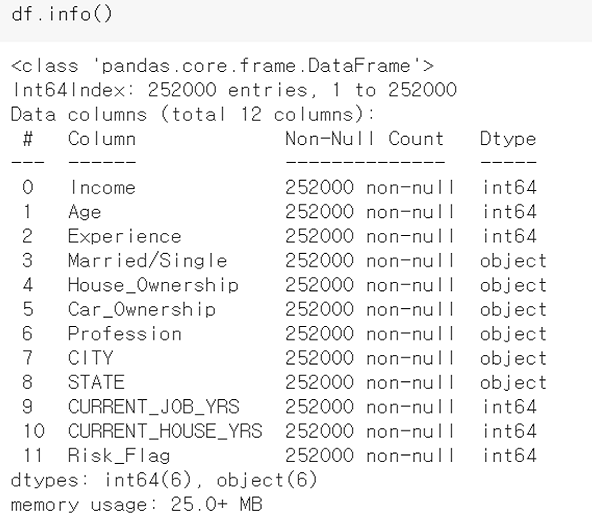 df.info()
<class 'pandas.core.frame.DataFrame'>
Int64Index: 252000 entries, 1 to 252000
Data columns (total 12 columns):
 #   Column             Non-Null Count   Dtype
---  ------             --------------   -----
 0   Income             252000 non-null  int64
 1   Age                252000 non-null  int64
 2   Experience         252000 non-null  int64
 3   Married/Single     252000 non-null  object
 4   House_Ownership    252000 non-null  object
 5   Car_Ownership      252000 non-null  object
 6   Profession         252000 non-null  object
 7   CITY               252000 non-null  object
 8   STATE              252000 non-null  object
 9   CURRENT_JOB_YRS    252000 non-null  int64
 10  CURRENT_HOUSE_YRS  252000 non-null  int64
 11  Risk_Flag          252000 non-null  int64
dtypes: int64(6), object(6)
memory usage: 25.0+ MB